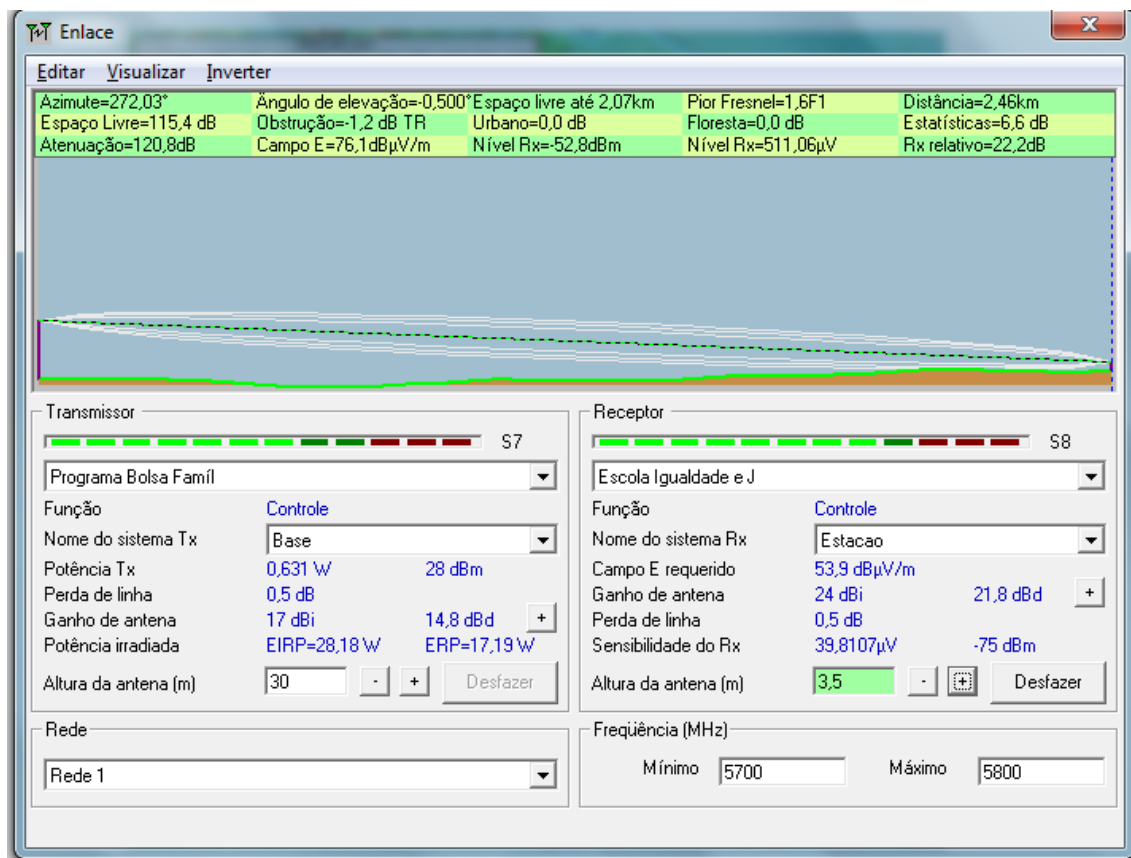 Enlace
Editar Visualizar Inverter
Azimute=272,03° Ângulo de elevação=-0,500° Espaço livre até 2,07km Pior Fresnel=1,6F1 Distância=2,46km
Espaço Livre=115,4 dB Obstrução=-1,2 dB TR Urbano=0,0 dB Floresta=0,0 dB Estatísticas=6,6 dB
Atenuação=120,8dB Campo E=76,1dBµV/m Nível Rx=-52,8dBm Nível Rx=511,06µV Rx relativo=22,2dB
Transmissor
S7
Programa Bolsa Famíl
Função Controle
Nome do sistema Tx Base
Potência Tx 0,631 W 28 dBm
Perda de linha 0,5 dB
Ganho de antena 17 dBi 14,8 dBd +
Potência irradiada EIRP=28,18 W ERP=17,19 W
Altura da antena (m) 30 - + Desfazer
Rede
Rede 1
Receptor
S8
Escola Igualdade e J
Função Controle
Nome do sistema Rx Estacao
Campo E requerido 53,9 dBµV/m
Ganho de antena 24 dBi 21,8 dBd +
Perda de linha 0,5 dB
Sensibilidade do Rx 39,8107µV -75 dBm
Altura da antena (m) 3,5 - + Desfazer
Freqüência (MHz)
Mínimo 5700 Máximo 5800